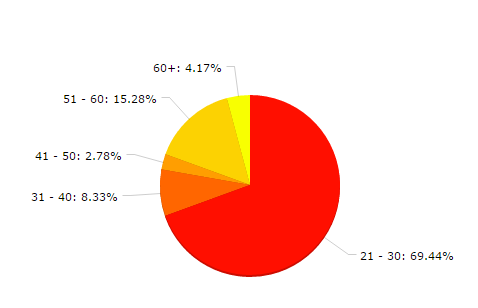 60+: 4.17%
51 - 60: 15.28%
41 - 50: 2.78%
31 - 40: 8.33%
21 - 30: 69.44%